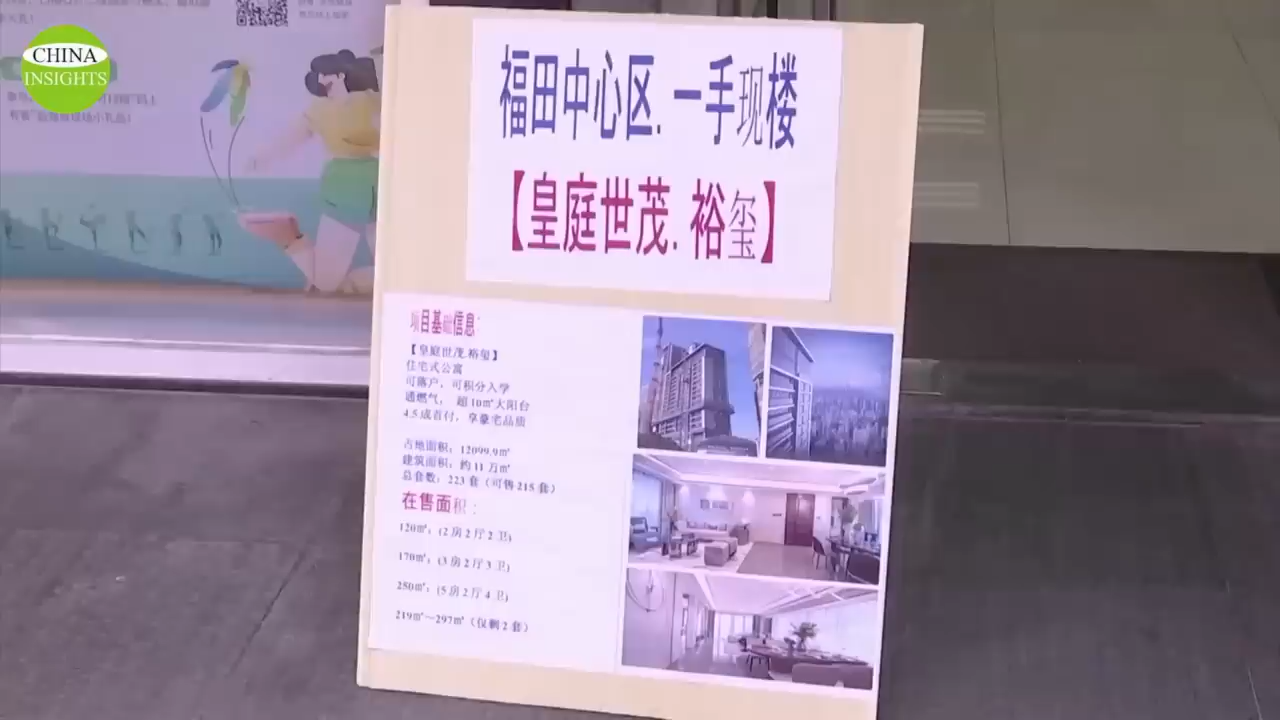 CHINA
INSIGHTS
福田中心区.一手现楼
【皇庭世茂.裕玺】
项目基础信息:
【皇庭世茂.裕玺】
住宅式公寓
可落户，可积分入学
通燃气， 超10㎡大阳台
4.5成首付，享豪宅品质
占地面积：12099.9㎡
建筑面积：约11万㎡
总套数：223套（可售215套）
在售面积：
120㎡：(2房2厅2卫)
170㎡：(3房2厅3卫)
250㎡：(5房2厅4卫)
219㎡～297㎡（仅剩2套）